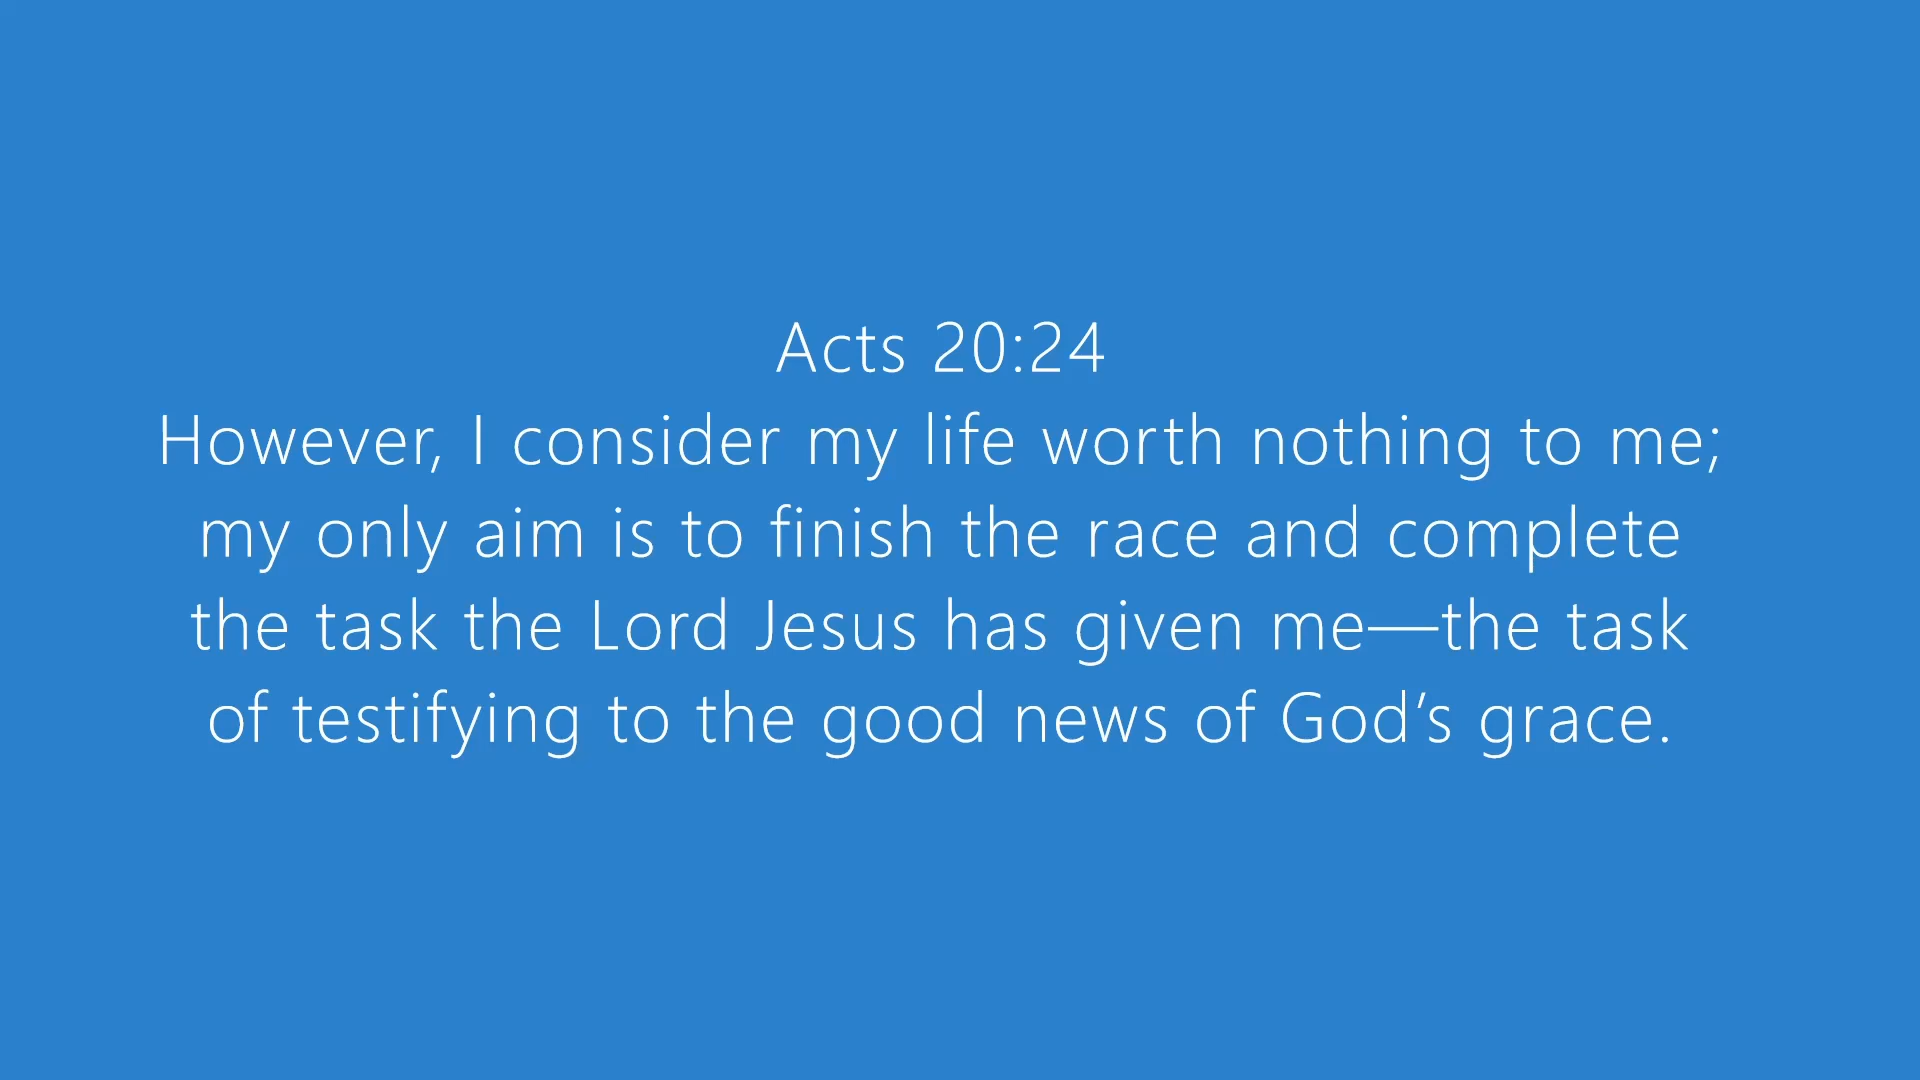 Acts 20:24
However, I consider my life worth nothing to me;
my only aim is to finish the race and complete
the task the Lord Jesus has given me—the task
of testifying to the good news of God’s grace.